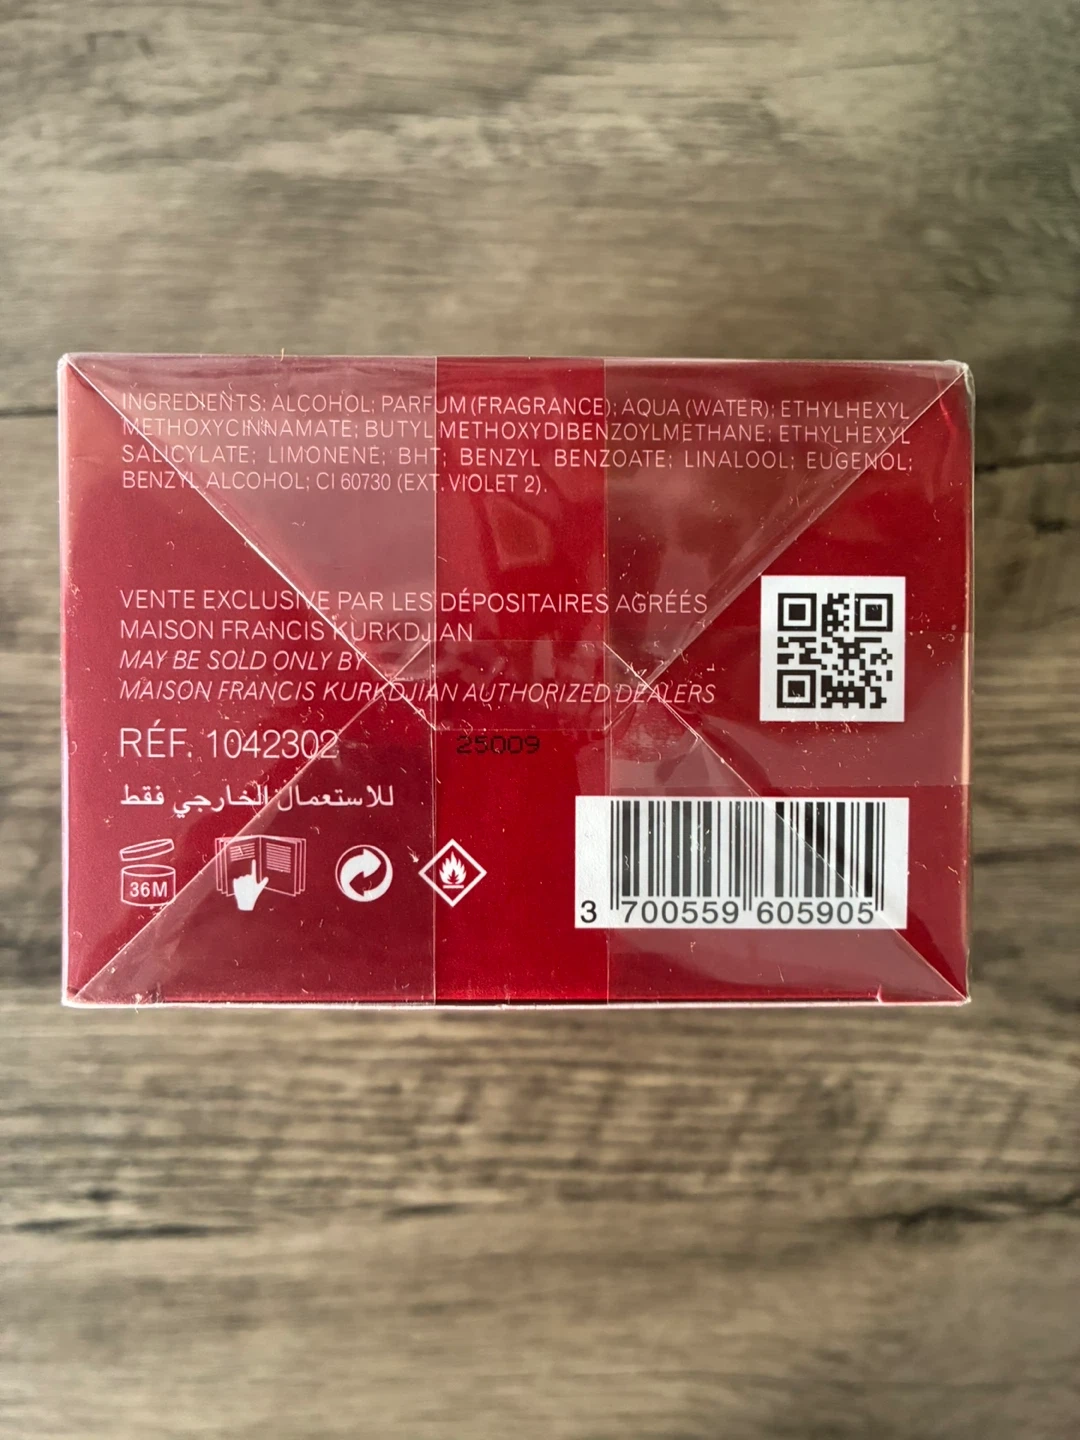 INGREDIENTS: ALCOHOL; PARFUM (FRAGRANCE); AQUA (WATER); ETHYLHEXYL
METHOXYCINNAMATE; BUTYL METHOXYDIBENZOYLMETHANE; ETHYLHEXYL
SALICYLATE; LIMONENE; BHT; BENZYL BENZOATE; LINALOOL; EUGENOL;
BENZYL ALCOHOL; CI 60730 (EXT. VIOLET 2).
VENTE EXCLUSIVE PAR LES DÉPOSITAIRES AGRÉÉS
MAISON FRANCIS KURKDJIAN
MAY BE SOLD ONLY BY
MAISON FRANCIS KURKDJIAN AUTHORIZED DEALERS
RÉF. 1042302
25009
للاستعمال الخارجي فقط
36M
3 700559 605905